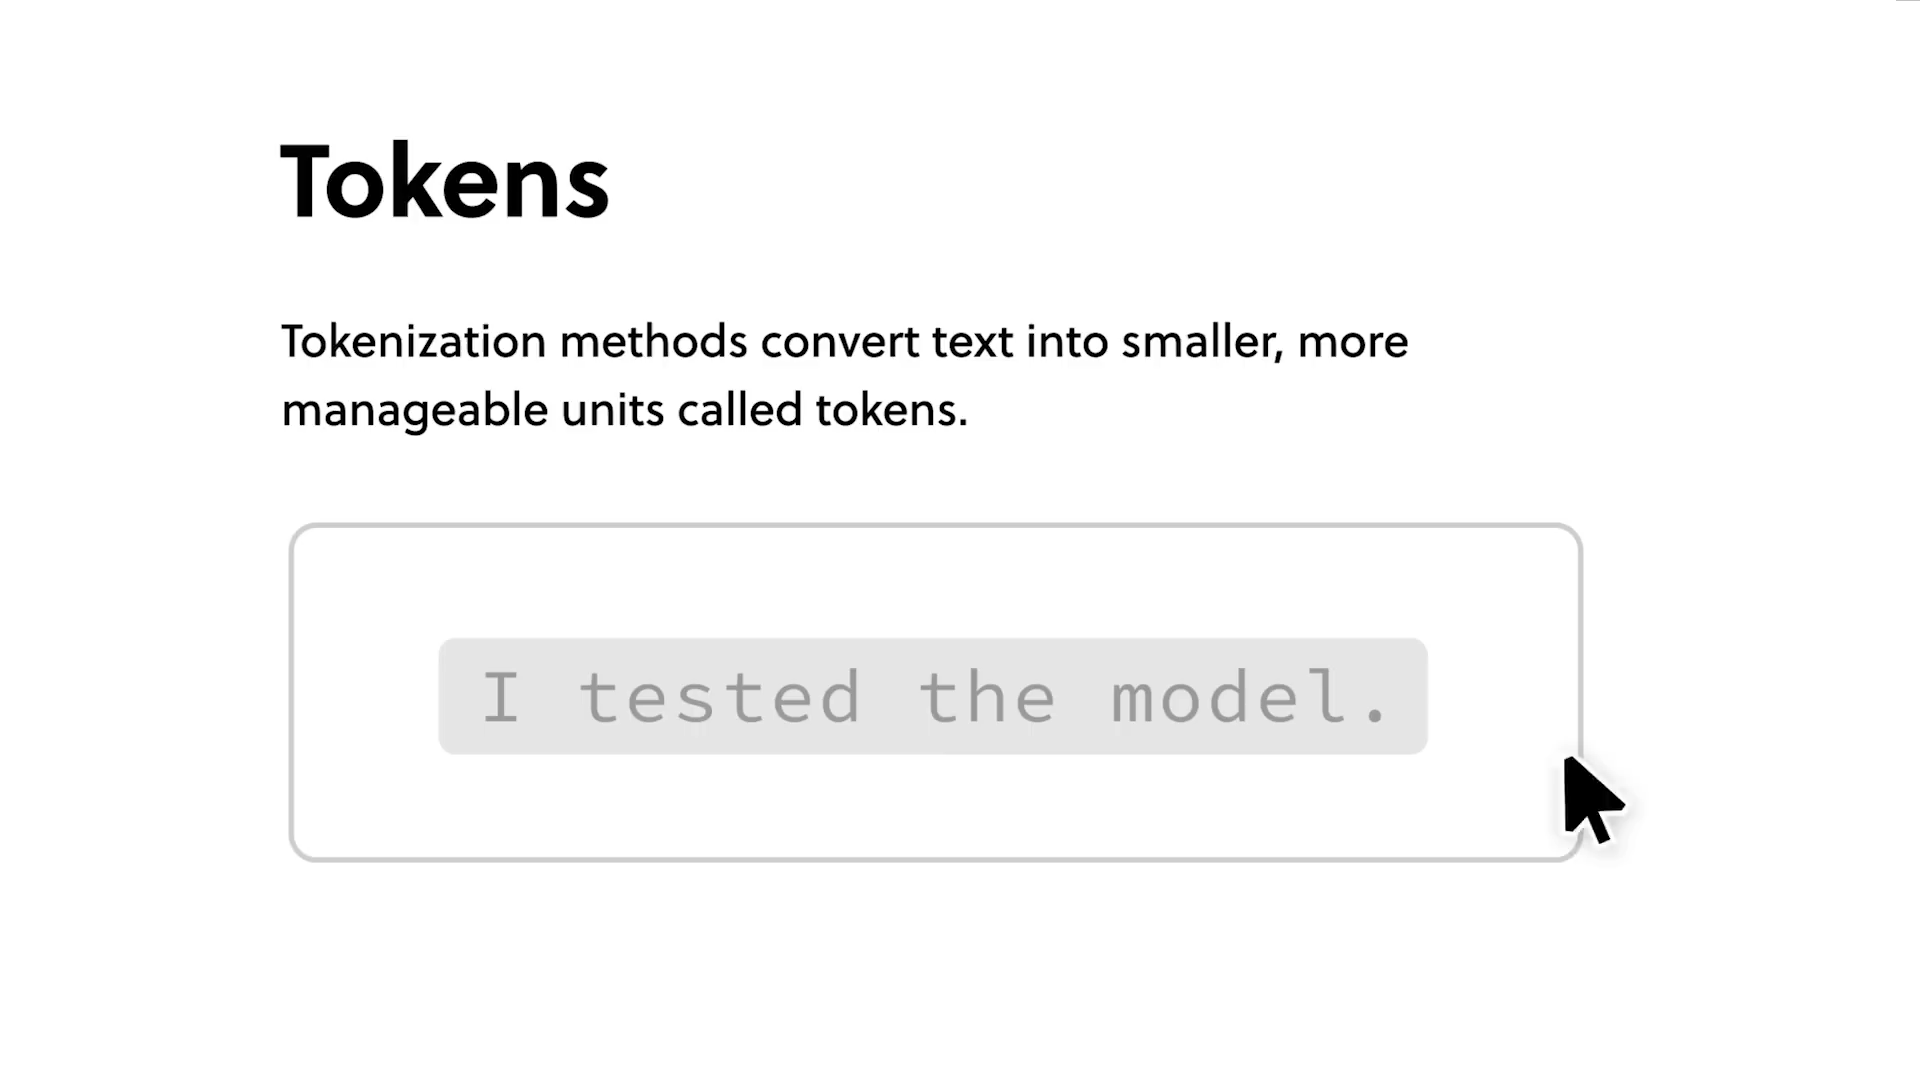 Tokens
Tokenization methods convert text into smaller, more
manageable units called tokens.
I tested the model.